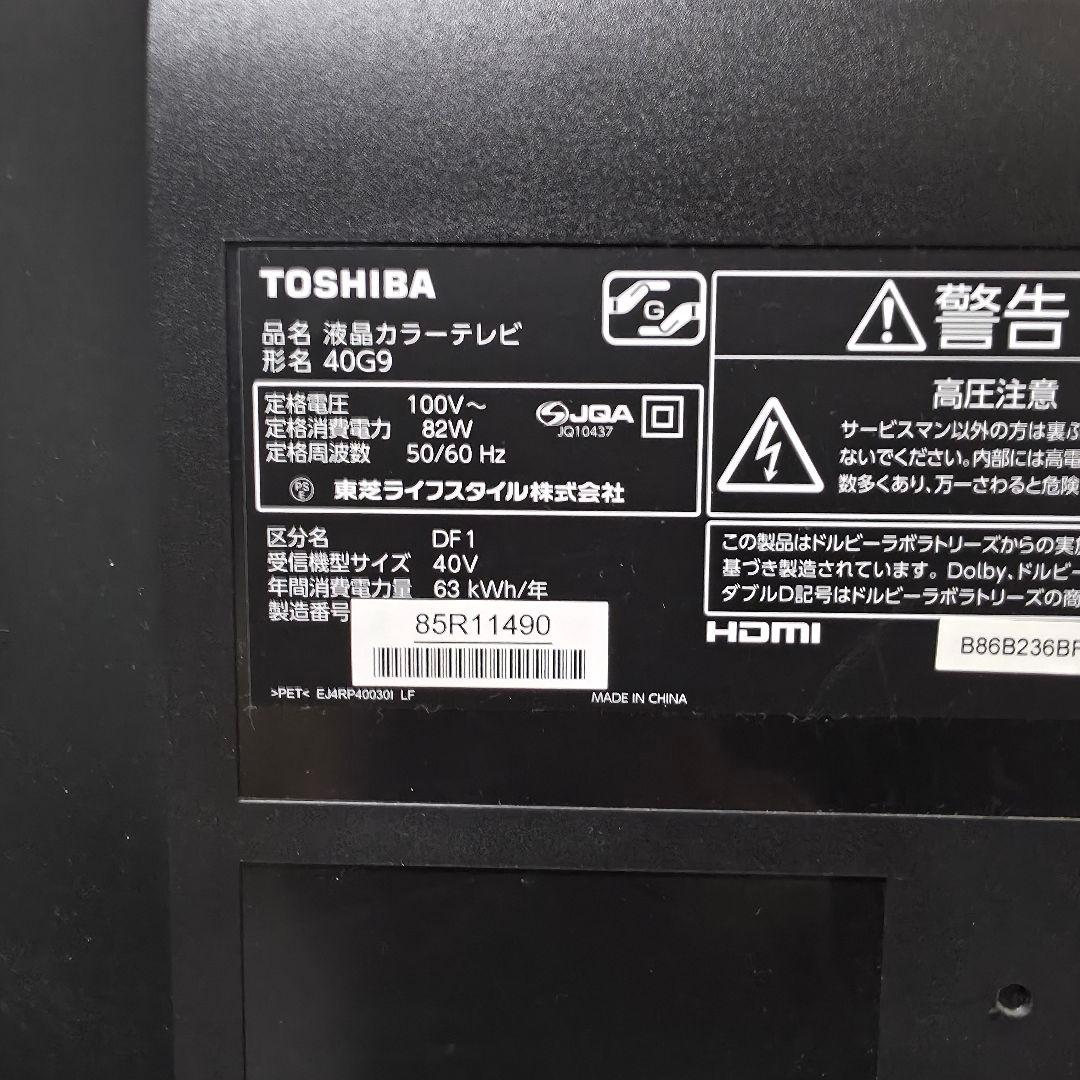 TOSHIBA
品名 液晶カラーテレビ
形名 40G9
G
定格電圧 100V～
定格消費電力 82W
定格周波数 50/60 Hz
JQA
JQ10437
PSE 東芝ライフスタイル株式会社
区分名 DF1
受信機型サイズ 40V
年間消費電力量 63 kWh/年
製造番号
85R11490
>PET< EJ4RP40030I LF
MADE IN CHINA
警告
高圧注意
サービスマン以外の方は裏ぶ
ないでください。内部には高電
数多くあり、万一さわると危険
この製品はドルビーラボラトリーズからの実
基づき製造されています。Dolby、ドルビー
ダブルD記号はドルビーラボラトリーズの商
HDMI
B86B236B